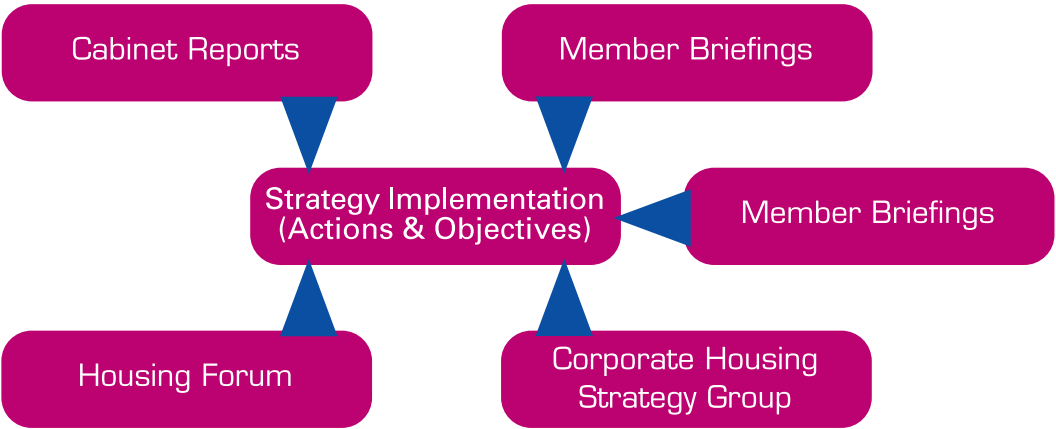 Cabinet Reports
Member Briefings
Strategy Implementation
(Actions & Objectives)
Member Briefings
Housing Forum
Corporate Housing
Strategy Group